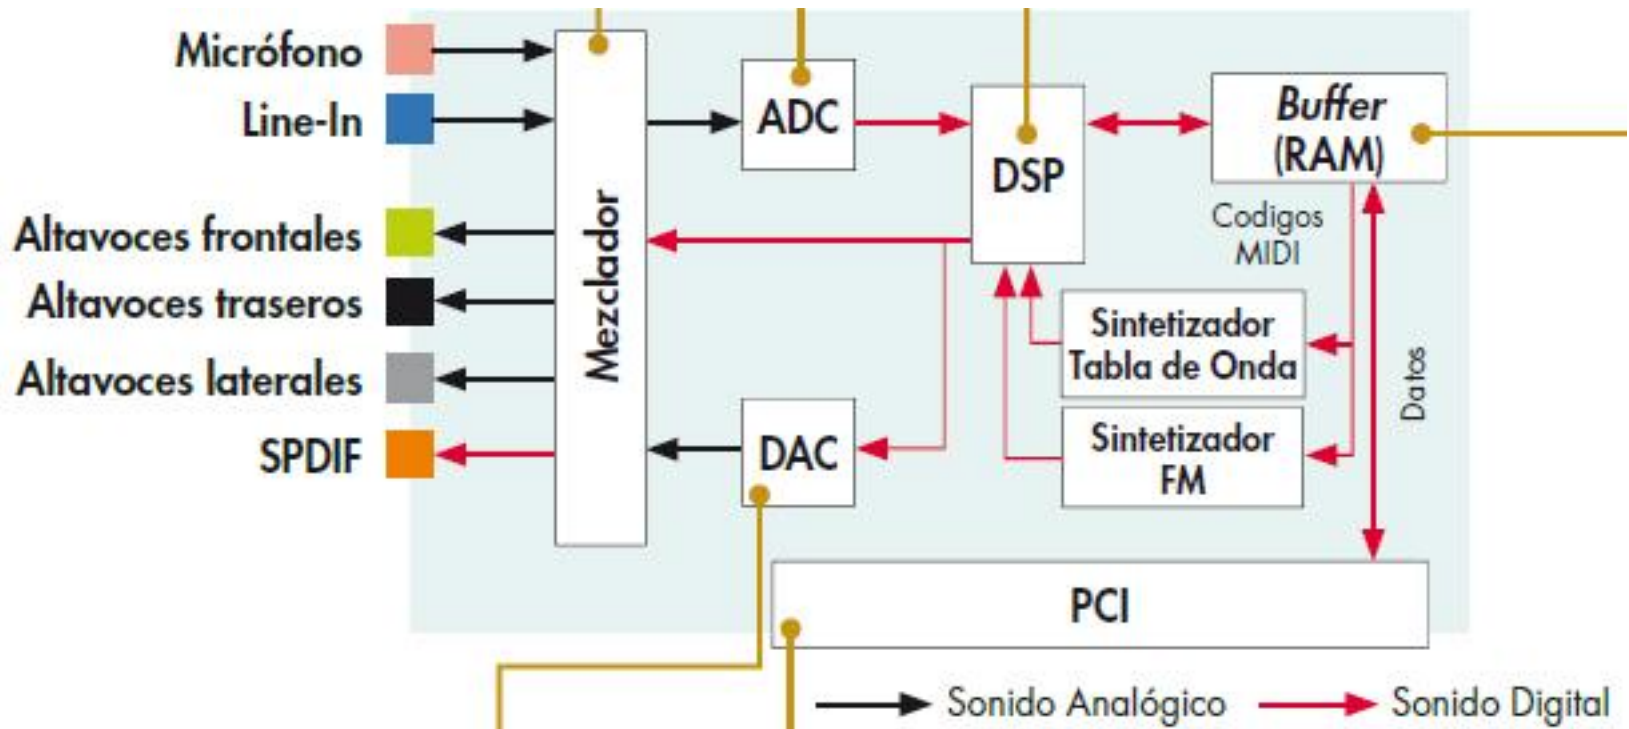 Micrófono
Line-In
Altavoces frontales
Altavoces traseros
Altavoces laterales
SPDIF
Mezclador
ADC
DAC
DSP
Buffer
(RAM)
Codigos
MIDI
Sintetizador
Tabla de Onda
Sintetizador
FM
Datos
PCI
Sonido Analógico
Sonido Digital